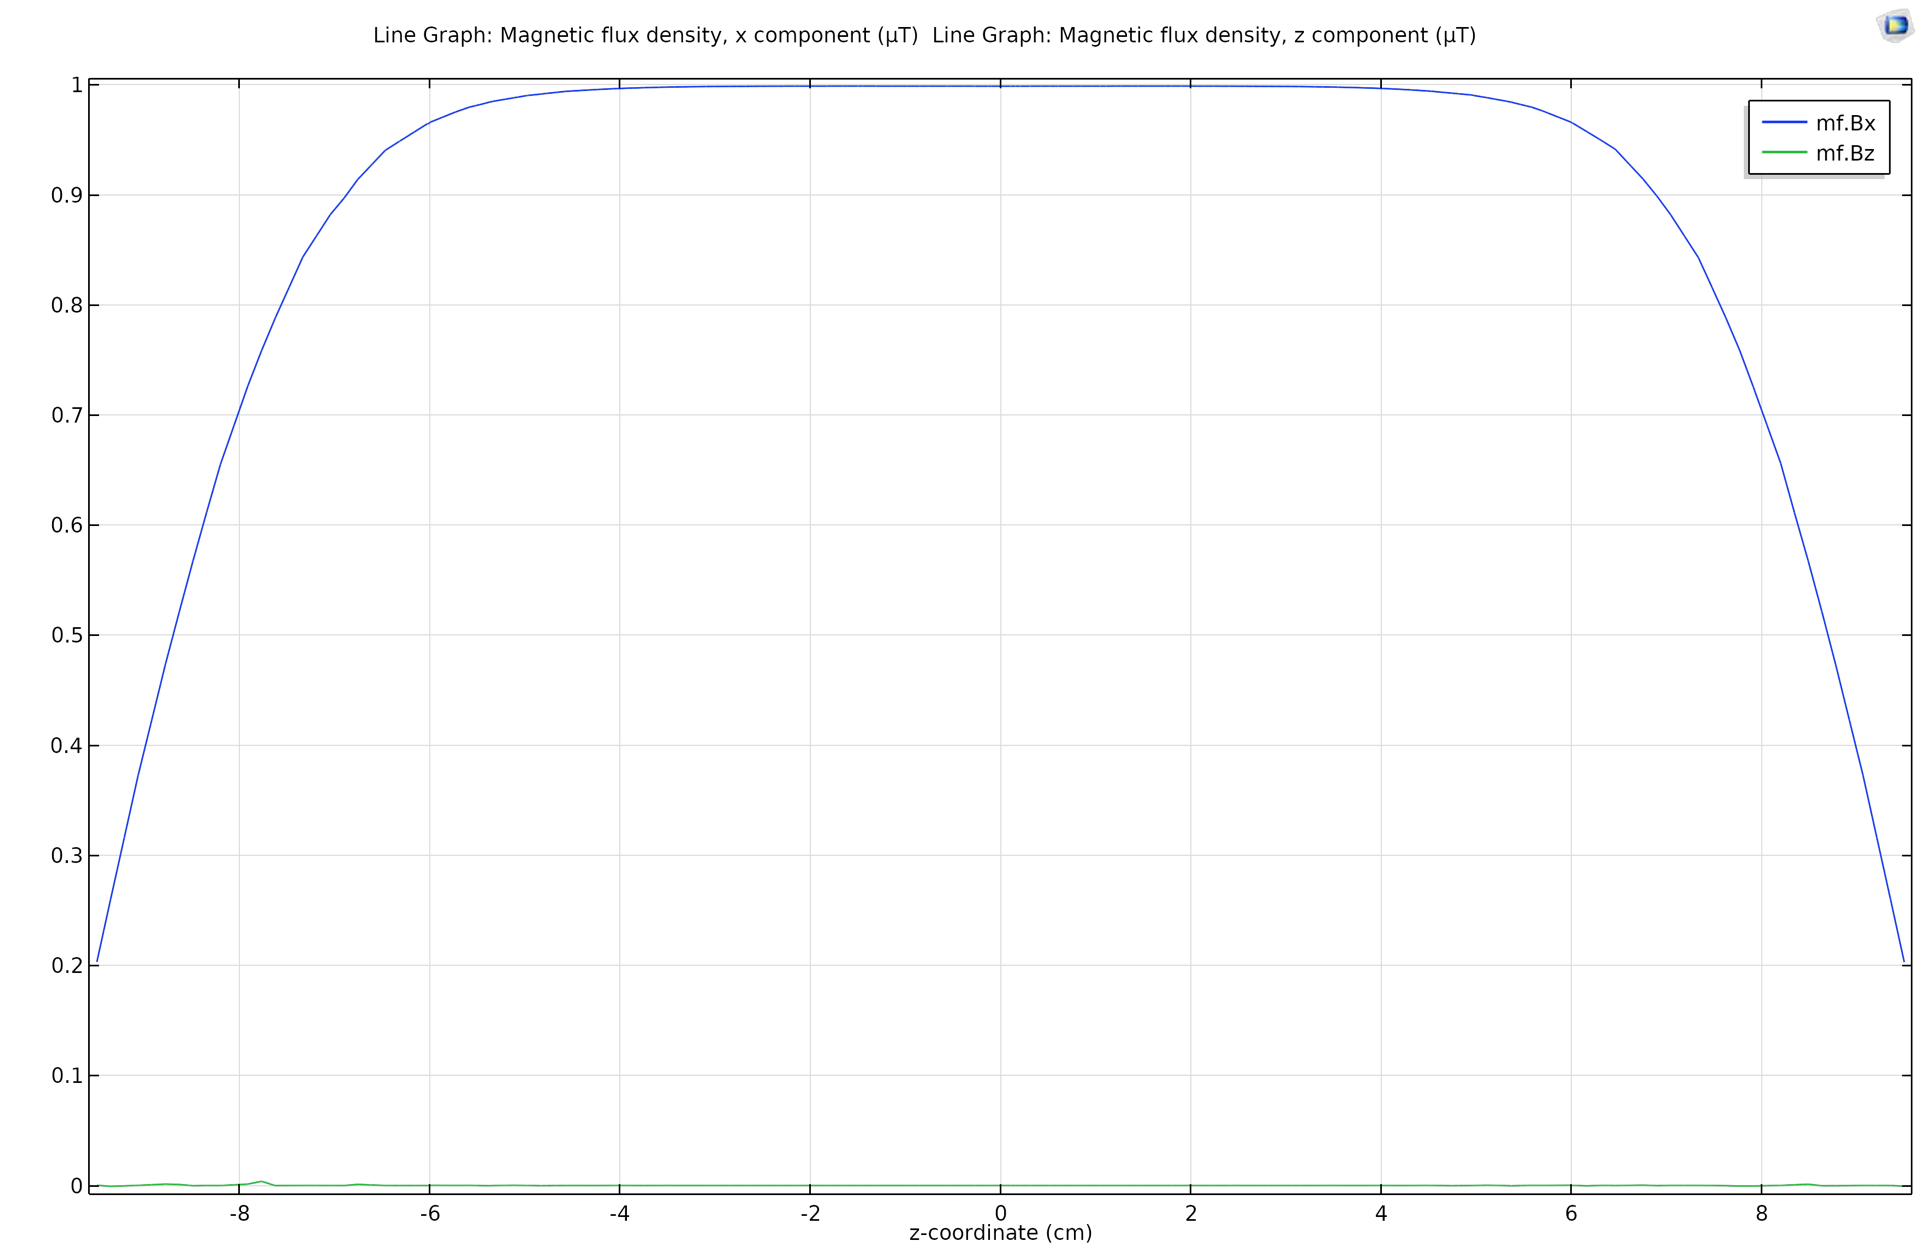 Line Graph: Magnetic flux density, x component (µT)  Line Graph: Magnetic flux density, z component (µT)
1
0.9
0.8
0.7
0.6
0.5
0.4
0.3
0.2
0.1
0
mf.Bx
mf.Bz
-8 -6 -4 -2 0 2 4 6 8
z-coordinate (cm)